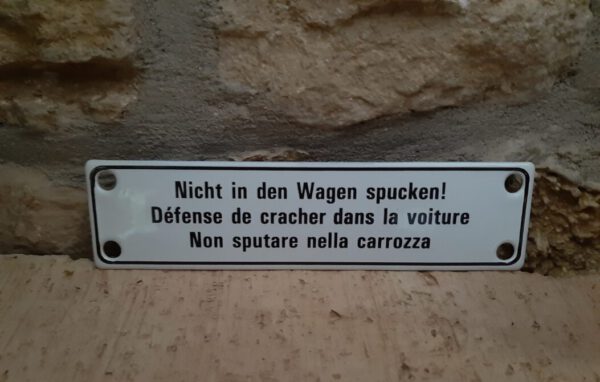 Nicht in den Wagen spucken!
Défense de cracher dans la voiture
Non sputare nella carrozza